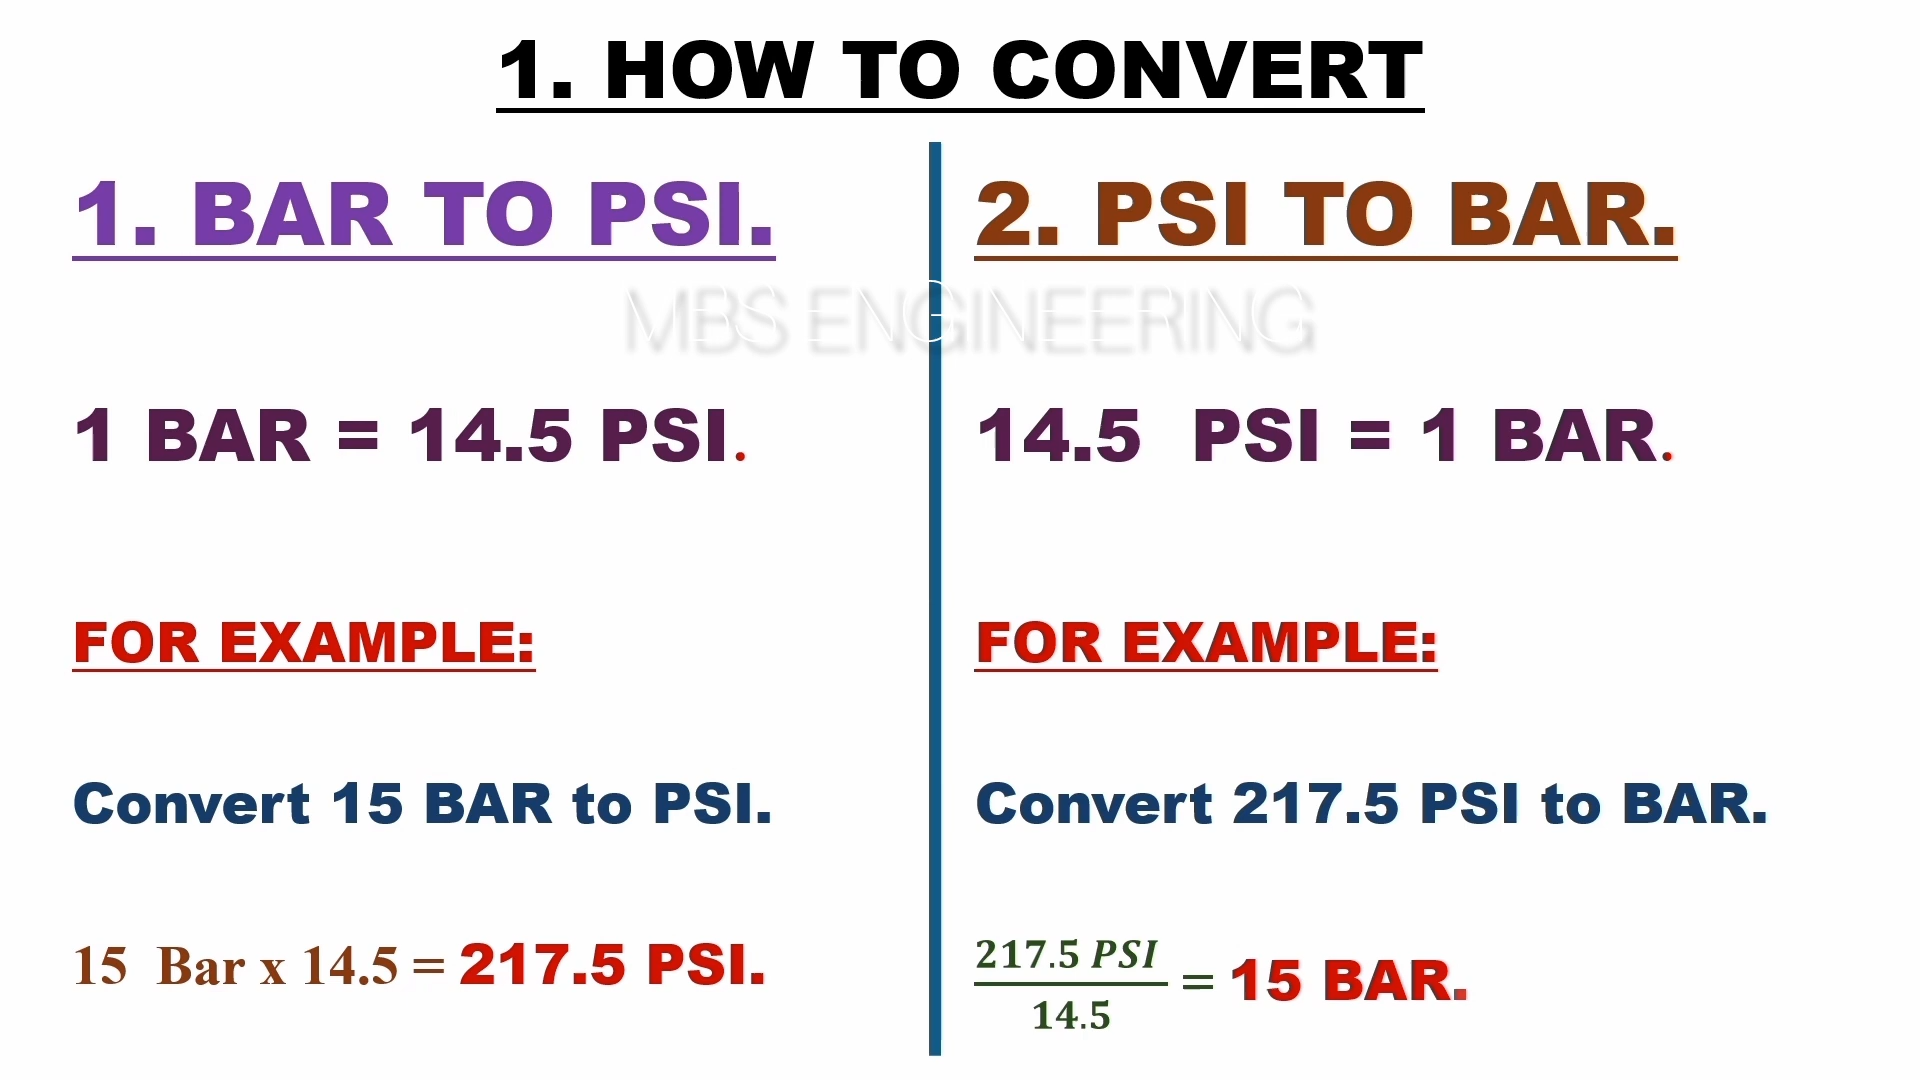 1. HOW TO CONVERT
1. BAR TO PSI.
MBS ENGINEERING
1 BAR = 14.5 PSI.
FOR EXAMPLE:
Convert 15 BAR to PSI.
15 Bar x 14.5 = 217.5 PSI.
2. PSI TO BAR.
14.5 PSI = 1 BAR.
FOR EXAMPLE:
Convert 217.5 PSI to BAR.
217.5 PSI
14.5
= 15 BAR.